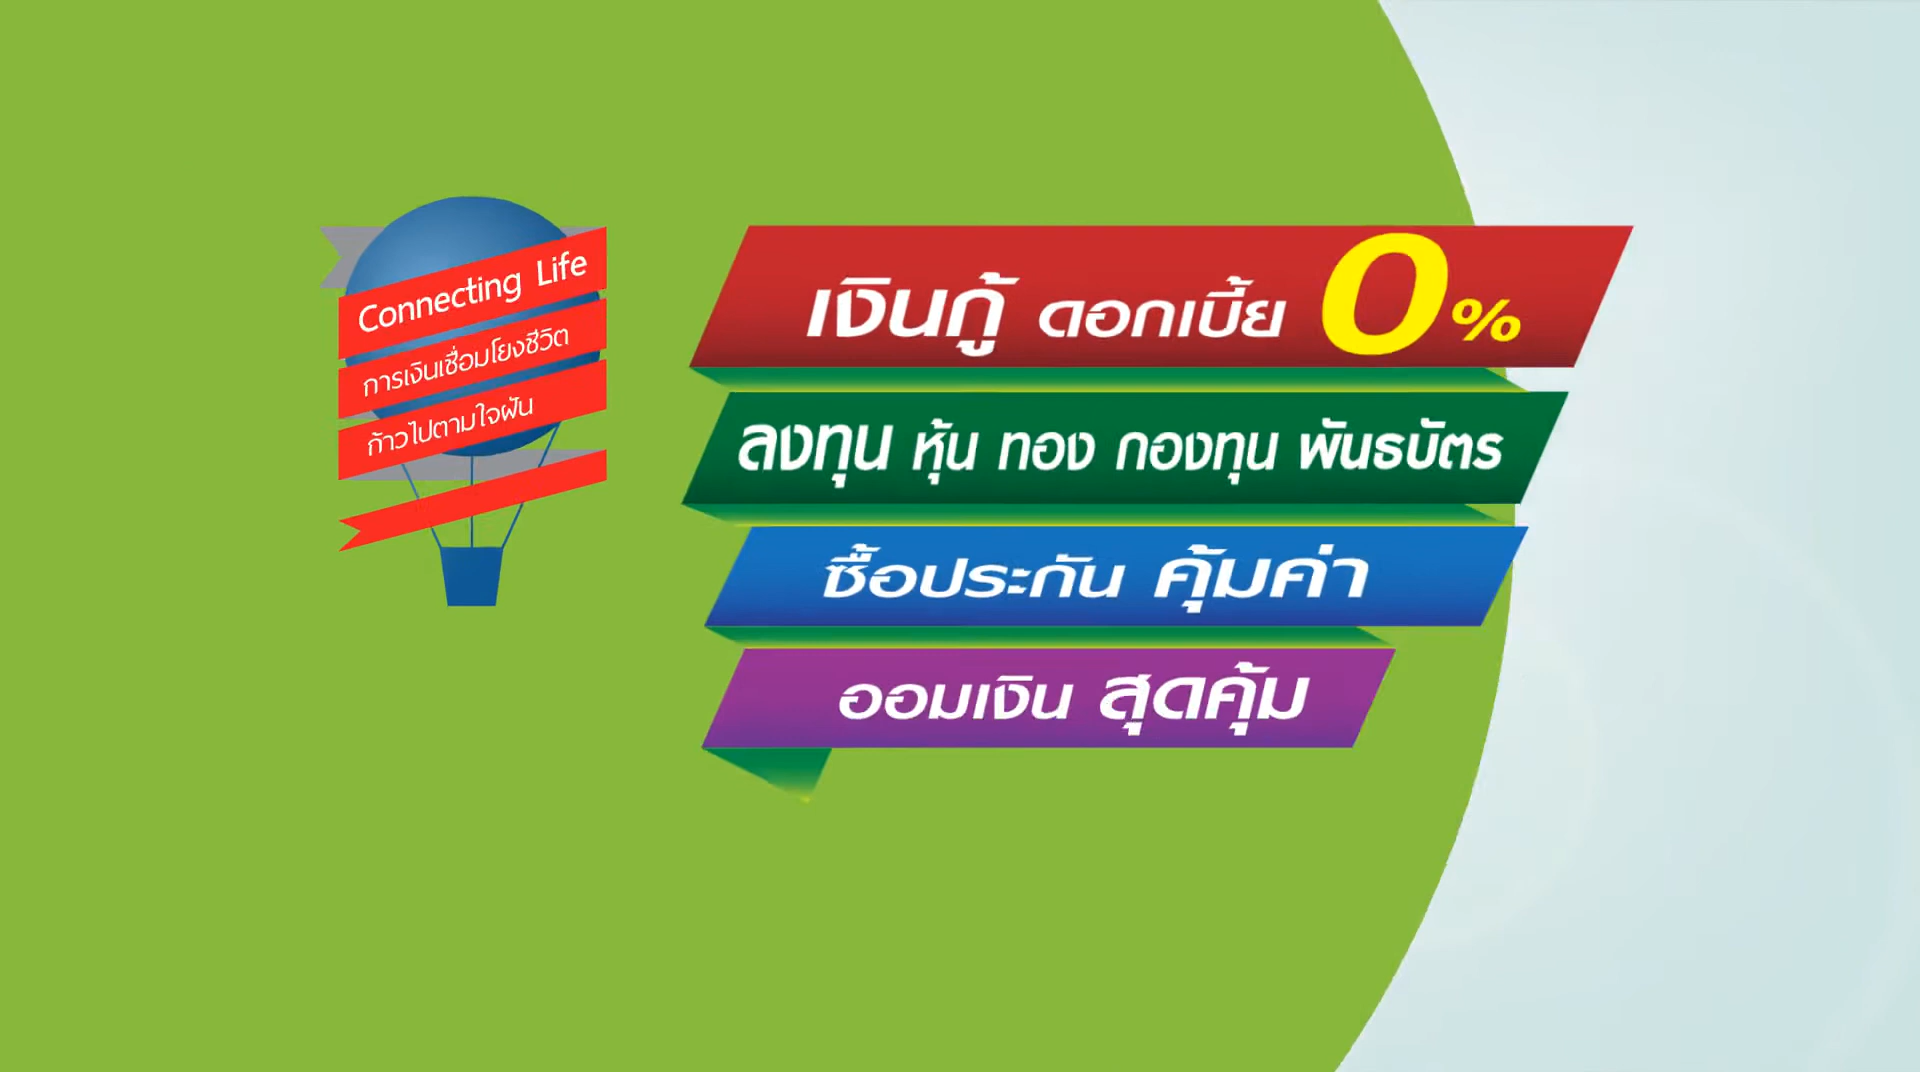 Connecting Life
การเงินเชื่อมโยงชีวิต
ก้าวไปตามใจฝัน
เงินกู้ ดอกเบี้ย 0%
ลงทุน หุ้น ทอง กองทุน พันธบัตร
ซื้อประกัน คุ้มค่า
ออมเงิน สุดคุ้ม